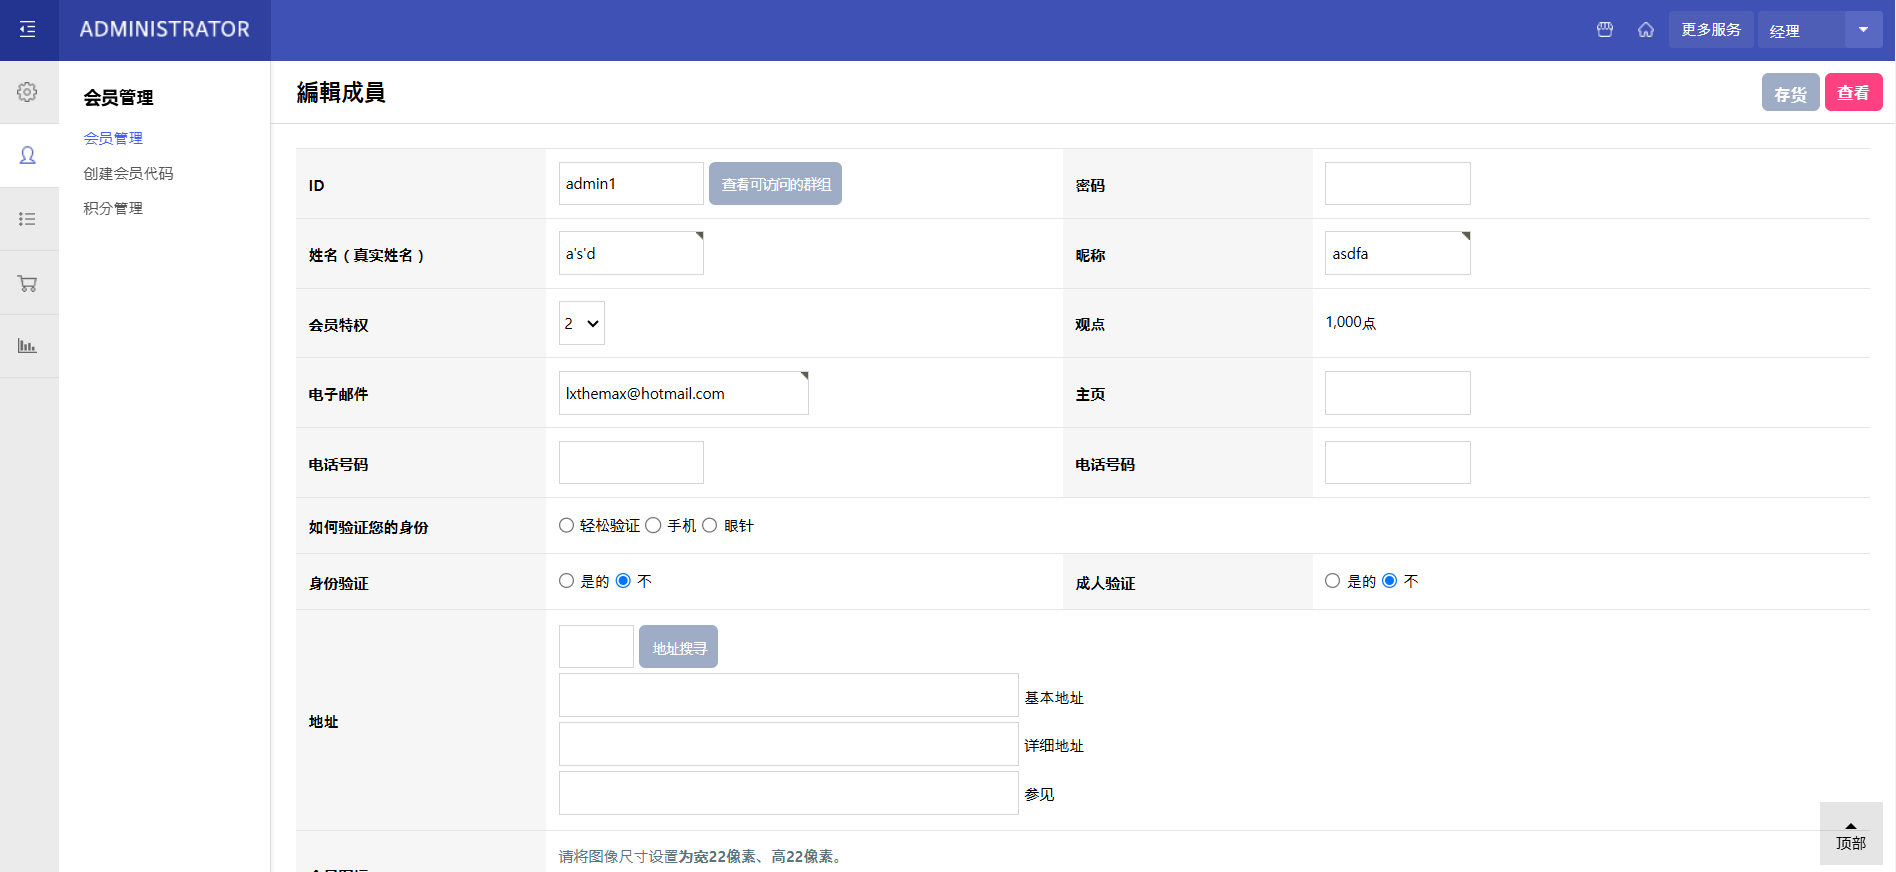 ADMINISTRATOR
更多服务
经理
会员管理
会员管理
创建会员代码
积分管理
編輯成員
存货
查看
ID
admin1
查看可访问的群组
密码
姓名（真实姓名）
a's'd
昵称
asdfa
会员特权
2
观点
1,000点
电子邮件
lxthemax@hotmail.com
主页
电话号码
电话号码
如何验证您的身份
轻松验证 手机 眼针
身份验证
是的 不
成人验证
是的 不
地址
地址搜寻
基本地址
详细地址
参见
请将图像尺寸设置为宽22像素、高22像素。
顶部